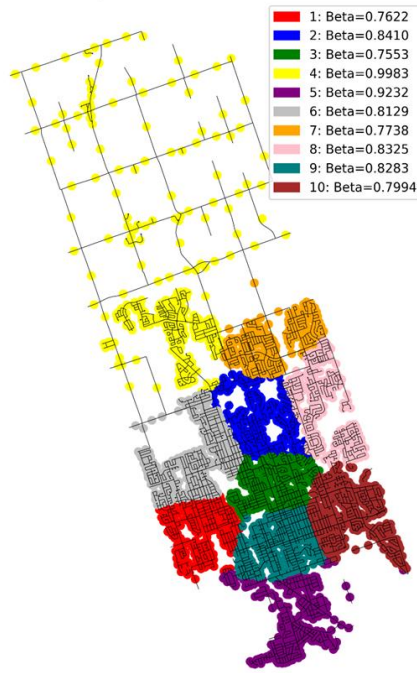 1: Beta=0.7622
2: Beta=0.8410
3: Beta=0.7553
4: Beta=0.9983
5: Beta=0.9232
6: Beta=0.8129
7: Beta=0.7738
8: Beta=0.8325
9: Beta=0.8283
10: Beta=0.7994